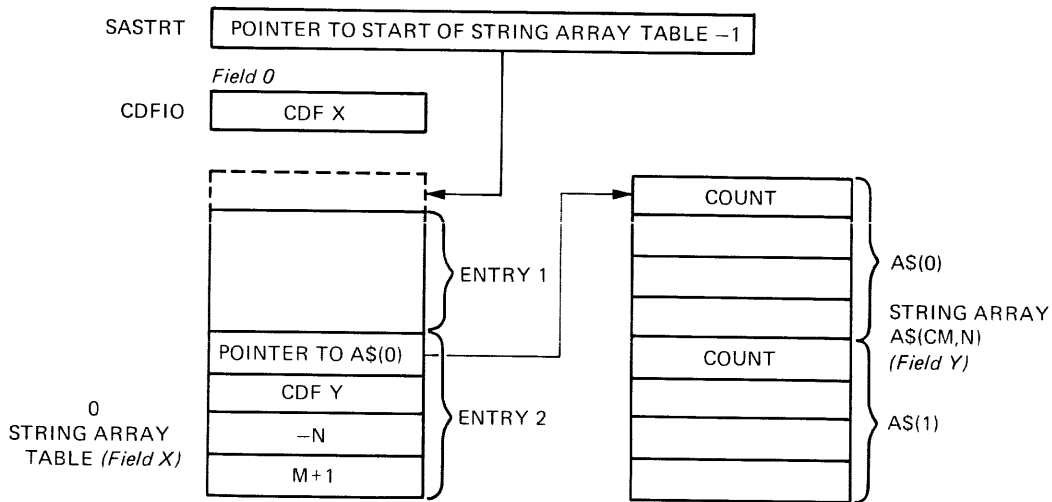 SASTRT
POINTER TO START OF STRING ARRAY TABLE –1
Field 0
CDFIO
CDF X
COUNT
ENTRY 1
A$(0)
STRING ARRAY
A$(CM,N)
(Field Y)
POINTER TO A$(0)
COUNT
CDF Y
0
STRING ARRAY
TABLE (Field X)
–N
ENTRY 2
A$(1)
M+1